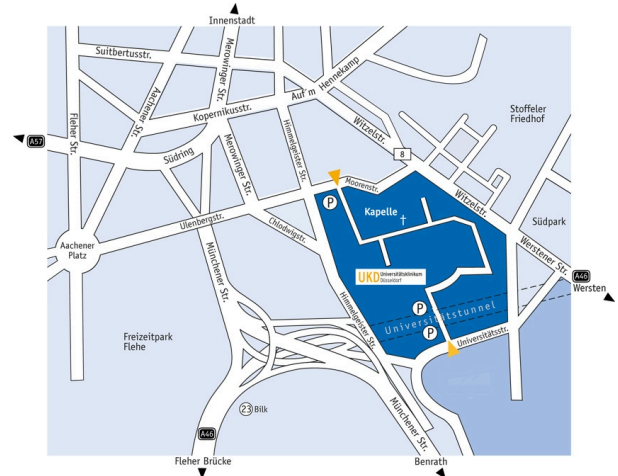 Innenstadt
Suitbertusstr.
Merowinger Str.
Auf'm Hennekamp
Aachener Str.
Kopernikusstr.
Fleher Str.
A57
Südring
Merowinger Str.
Himmelgeister Str.
Witzelstr.
8
Stoffeler
Friedhof
Moorenstr.
Witzelstr.
Ulenbergstr.
Chlodwigstr.
P
Kapelle
Südpark
Werstener Str.
Aachener
Platz
Münchener Str.
UKD Universitätsklinikum
Düsseldorf
A46
Wersten
Himmelgeister Str.
P
Universitätstunnel
P
Universitätsstr.
Freizeitpark
Flehe
23 Bilk
Münchener Str.
A46
Fleher Brücke
Benrath